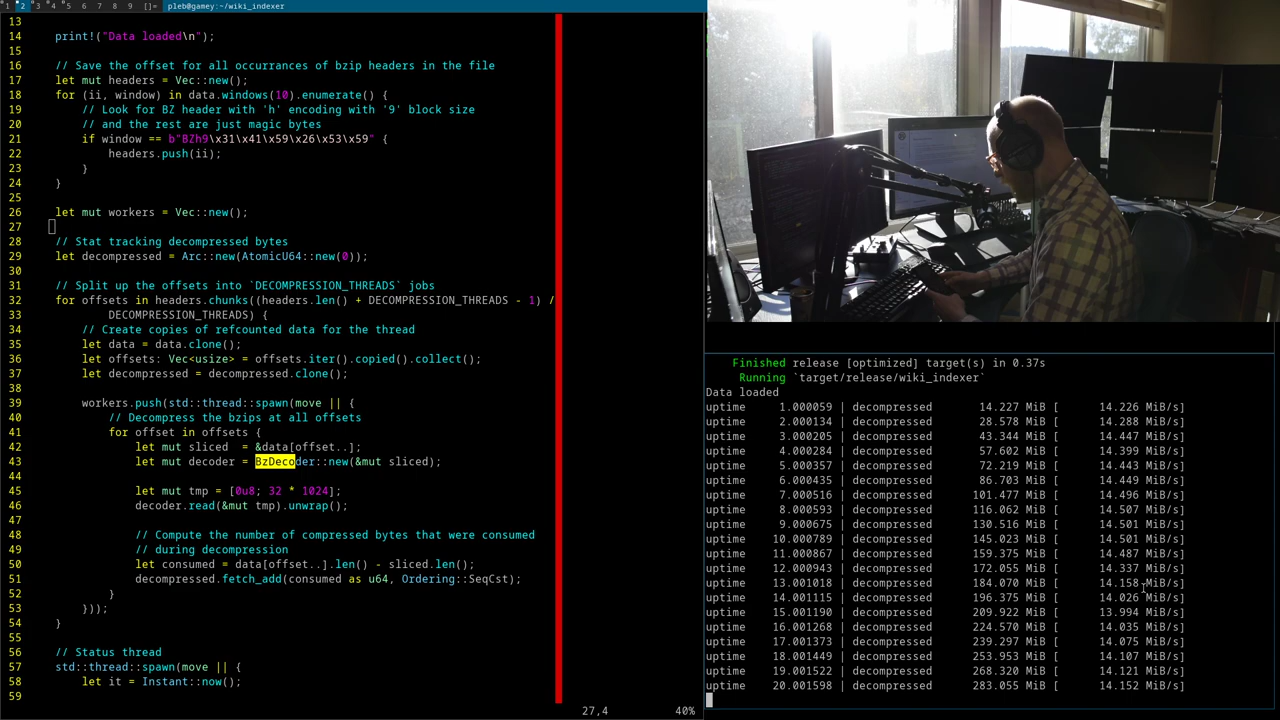 1 2 3 4 5 6 7 8 9 []= pleb@gamey:~/wiki_indexer
13
14 print!("Data loaded\n");
15
16 // Save the offset for all occurrances of bzip headers in the file
17 let mut headers = Vec::new();
18 for (ii, window) in data.windows(10).enumerate() {
19 // Look for BZ header with 'h' encoding with '9' block size
20 // and the rest are just magic bytes
21 if window == b"BZh9\x31\x41\x59\x26\x53\x59" {
22 headers.push(ii);
23 }
24 }
25
26 let mut workers = Vec::new();
27
28 // Stat tracking decompressed bytes
29 let decompressed = Arc::new(AtomicU64::new(0));
30
31 // Split up the offsets into `DECOMPRESSION_THREADS` jobs
32 for offsets in headers.chunks((headers.len() + DECOMPRESSION_THREADS - 1) /
33 DECOMPRESSION_THREADS) {
34 // Create copies of refcounted data for the thread
35 let data = data.clone();
36 let offsets: Vec<usize> = offsets.iter().copied().collect();
37 let decompressed = decompressed.clone();
38
39 workers.push(std::thread::spawn(move || {
40 // Decompress the bzips at all offsets
41 for offset in offsets {
42 let mut sliced  = &data[offset..];
43 let mut decoder = BzDecoder::new(&mut sliced);
44
45 let mut tmp = [0u8; 32 * 1024];
46 decoder.read(&mut tmp).unwrap();
47
48 // Compute the number of compressed bytes that were consumed
49 // during decompression
50 let consumed = data[offset..].len() - sliced.len();
51 decompressed.fetch_add(consumed as u64, Ordering::SeqCst);
52 }
53 }));
54 }
55
56 // Status thread
57 std::thread::spawn(move || {
58 let it = Instant::now();
59
27,4 40%
Finished release [optimized] target(s) in 0.37s
Running `target/release/wiki_indexer`
Data loaded
uptime 1.000059 | decompressed 14.227 MiB [ 14.226 MiB/s]
uptime 2.000134 | decompressed 28.578 MiB [ 14.288 MiB/s]
uptime 3.000205 | decompressed 43.344 MiB [ 14.447 MiB/s]
uptime 4.000284 | decompressed 57.602 MiB [ 14.399 MiB/s]
uptime 5.000357 | decompressed 72.219 MiB [ 14.443 MiB/s]
uptime 6.000435 | decompressed 86.703 MiB [ 14.449 MiB/s]
uptime 7.000516 | decompressed 101.477 MiB [ 14.496 MiB/s]
uptime 8.000593 | decompressed 116.062 MiB [ 14.507 MiB/s]
uptime 9.000675 | decompressed 130.516 MiB [ 14.501 MiB/s]
uptime 10.000789 | decompressed 145.023 MiB [ 14.501 MiB/s]
uptime 11.000867 | decompressed 159.375 MiB [ 14.487 MiB/s]
uptime 12.000943 | decompressed 172.055 MiB [ 14.337 MiB/s]
uptime 13.001018 | decompressed 184.070 MiB [ 14.158 MiB/s]
uptime 14.001115 | decompressed 196.375 MiB [ 14.026 MiB/s]
uptime 15.001190 | decompressed 209.922 MiB [ 13.994 MiB/s]
uptime 16.001268 | decompressed 224.570 MiB [ 14.035 MiB/s]
uptime 17.001373 | decompressed 239.297 MiB [ 14.075 MiB/s]
uptime 18.001449 | decompressed 253.953 MiB [ 14.107 MiB/s]
uptime 19.001522 | decompressed 268.320 MiB [ 14.121 MiB/s]
uptime 20.001598 | decompressed 283.055 MiB [ 14.152 MiB/s]